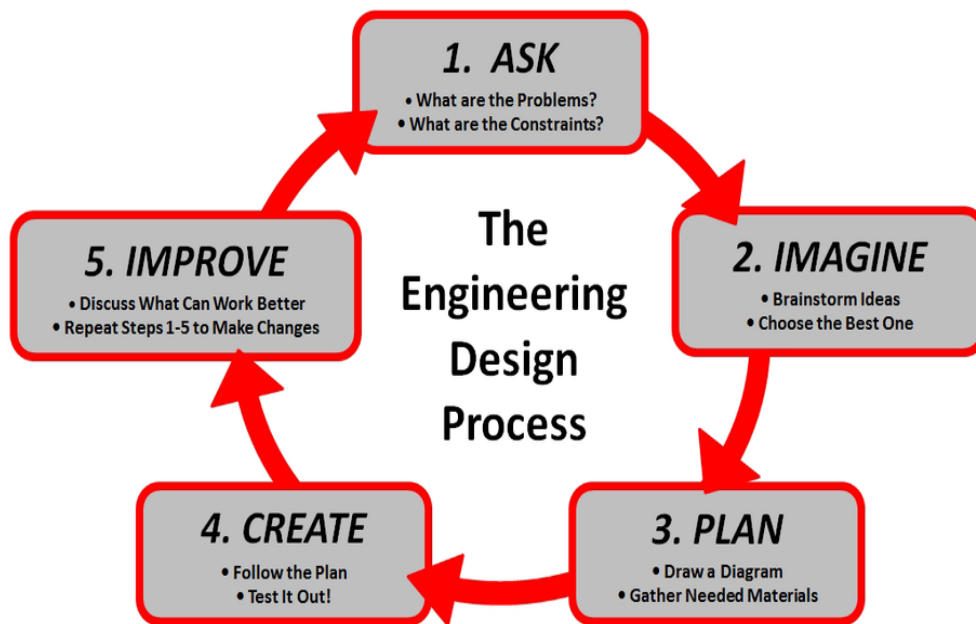 1. ASK
• What are the Problems?
• What are the Constraints?
The
Engineering
Design
Process
2. IMAGINE
• Brainstorm Ideas
• Choose the Best One
3. PLAN
• Draw a Diagram
• Gather Needed Materials
4. CREATE
• Follow the Plan
• Test It Out!
5. IMPROVE
• Discuss What Can Work Better
• Repeat Steps 1-5 to Make Changes